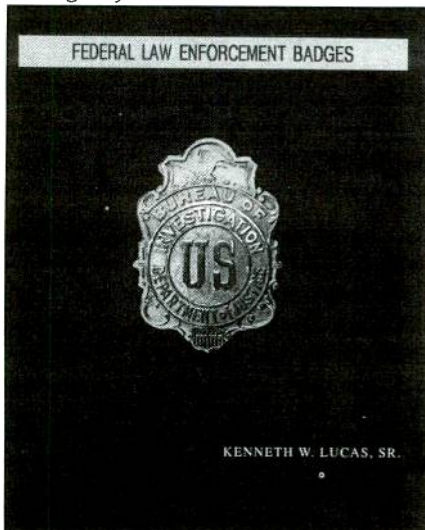 FEDERAL LAW ENFORCEMENT BADGES
BUREAU OF
INVESTIGATION
US
DEPARTMENT OF JUSTICE
KENNETH W. LUCAS, SR.